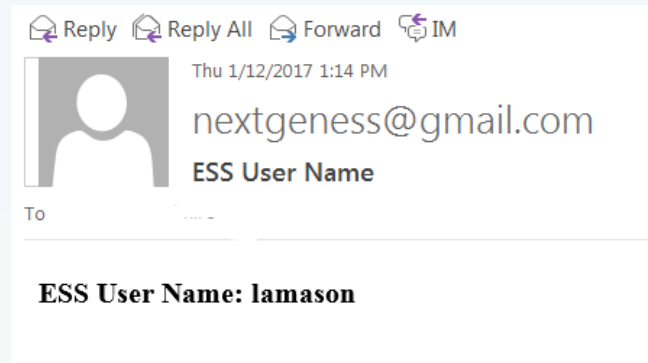 Reply Reply All Forward IM
Thu 1/12/2017 1:14 PM
nextgeness@gmail.com
ESS User Name
To
ESS User Name: lamason